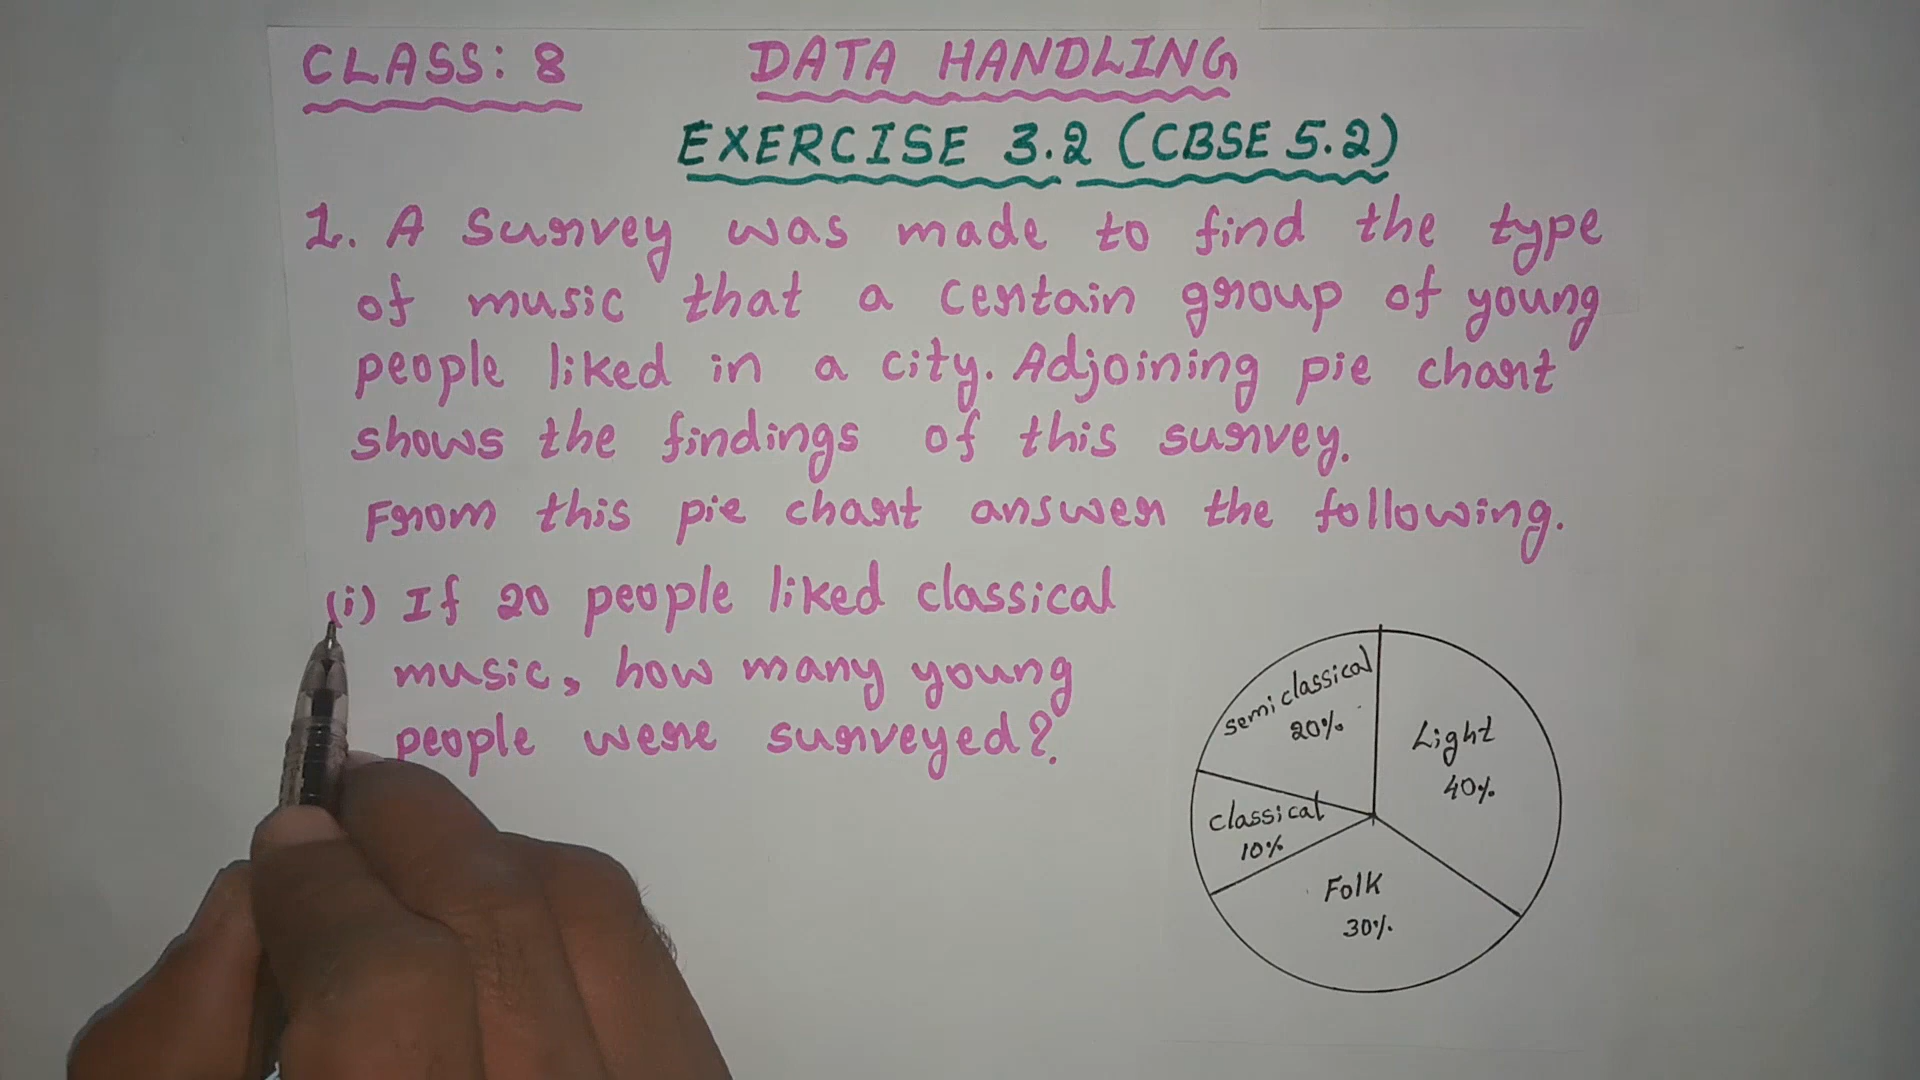 CLASS: 8 DATA HANDLING
EXERCISE 3.2 (CBSE 5.2)
1. A survey was made to find the type
of music that a certain group of young
people liked in a city. Adjoining pie chart
shows the findings of this survey.
From this pie chart answer the following.
(i) If 20 people liked classical
music, how many young
people were surveyed?
semi classical
20%
Light
40%
classical
10%
Folk
30%